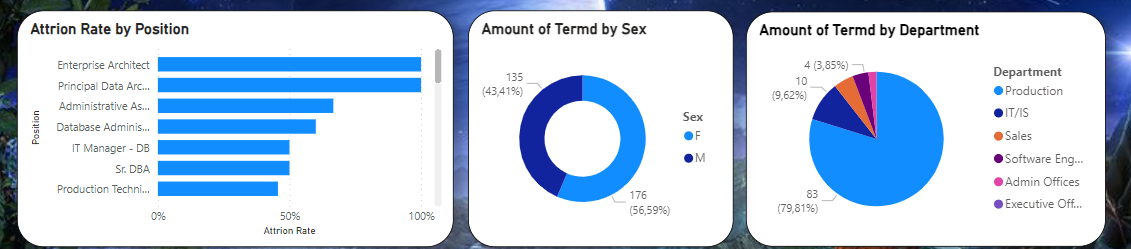 Attrion Rate by Position
Position
Enterprise Architect
Principal Data Arc...
Administrative As...
Database Adminis...
IT Manager - DB
Sr. DBA
Production Techni...
0%
50%
100%
Attrion Rate
Amount of Termd by Sex
135
(43,41%)
176
(56,59%)
Sex
F
M
Amount of Termd by Department
4 (3,85%)
10
(9,62%)
83
(79,81%)
Department
Production
IT/IS
Sales
Software Eng...
Admin Offices
Executive Off...